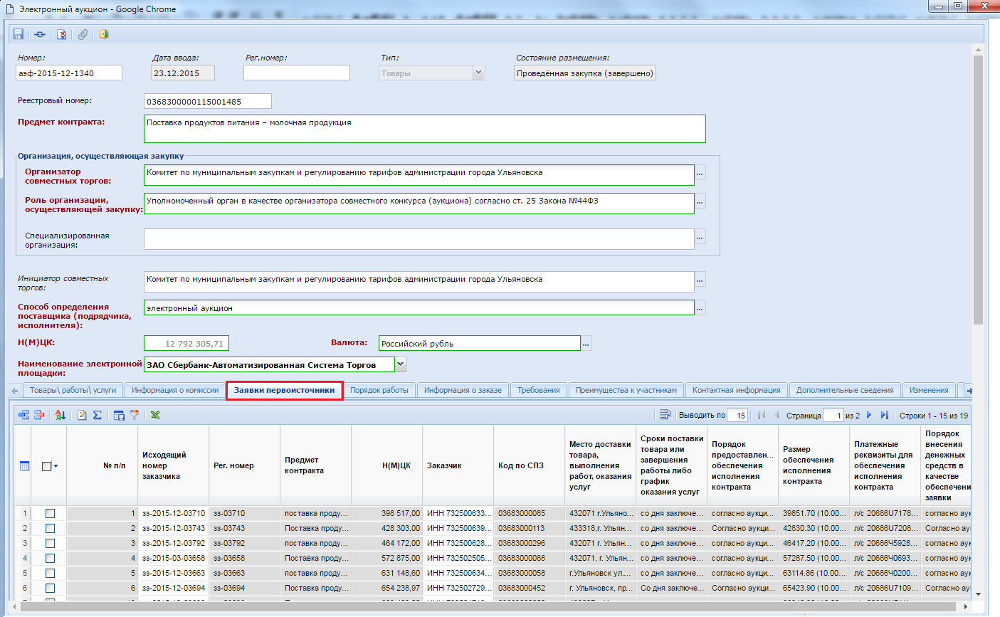 Электронный аукцион - Google Chrome
Номер: Дата ввода: Рег.номер: Тип: Состояние размещения:
аэф-2015-12-1340 23.12.2015 Товары Проведённая закупка (завершено)
Реестровый номер: 0368300000115001485
Предмет контракта: Поставка продуктов питания – молочная продукция
Организация, осуществляющая закупку
Организатор
совместных торгов: Комитет по муниципальным закупкам и регулированию тарифов администрации города Ульяновска
Роль организации,
осуществляющей закупку: Уполномоченный орган в качестве организатора совместного конкурса (аукциона) согласно ст. 25 Закона №44ФЗ
Специализированная
организация:
Инициатор совместных
торгов: Комитет по муниципальным закупкам и регулированию тарифов администрации города Ульяновска
Способ определения
поставщика (подрядчика,
исполнителя): электронный аукцион
Н(М)ЦК: 12 792 305,71 Валюта: Российский рубль
Наименование электронной
площадки: ЗАО Сбербанк-Автоматизированная Система Торгов
Товары\ работы\ услуги Информация о комиссии Заявки первоисточники Порядок работы Информация о заказе Требования Преимущества к участникам Контактная информация Дополнительные сведения Изменения
Выводить по 15 Страница 1 из 2 Строки 1 - 15 из 19
№ п/п
Исходящий
номер
заказчика
Рег. номер
Предмет
контракта
Н(М)ЦК
Заказчик
Код по СПЗ
Место доставки
товара,
выполнения
работ, оказания
услуг
Сроки поставки
товара или
завершения
работы либо
график
оказания услуг
Порядок
предоставлен...
обеспечения
исполнения
контракта
Размер
обеспечения
исполнения
контракта
Платежные
реквизиты для
обеспечения
исполнения
контракта
Порядок
внесения
денежных
средств в
качестве
обеспечени
заявки
1 1 зз-2015-12-03710 зз-03710 поставка проду... 398 517,00 ИНН 732500633... 03683000085 432071 г.Ульяно... со дня заключе... согласно аукци... 39851.70 (10.00... л/с 20686U7178... согласно аук
2 2 зз-2015-12-03743 зз-03743 Поставка проду... 428 303,00 ИНН 732500639... 03683000113 433318,г. Ульян... со дня заключе... Согласно аукци... 42830.30 (10.00... л/с 20686U7208... Согласно аук
3 3 зз-2015-12-03792 зз-03792 поставка проду... 464 172,00 ИНН 732500628... 03683000296 432071 г. Ульян... со дня заключе... согласно аукци... 46417.20 (10.00... л/с 20686Ч5928... согласно аук
4 4 зз-2015-03-03658 зз-03658 Поставка проду... 572 875,00 ИНН 732502505... 03683000088 432071, г. Ульян... со дня заключе... согласно аукци... 57287.50 (10.00... л/с 20686Ч0693... согласно аук
5 5 зз-2015-12-03663 зз-03663 поставка проду... 631 148,60 ИНН 732500634... 03683000058 г.Ульяновск ул.... со дня заключе... согласно аукци... 63114.86 (10.00... л/с 20686Ч0200... согласно аук
6 6 зз-2015-12-03694 зз-03694 Поставка проду... 654 238,97 ИНН 732502729... 03683000452 г. Ульяновск, пр... Со дня заключе... Согласно аукци... 65423.90 (10.00... л/с 20686U7109... Согласно аук